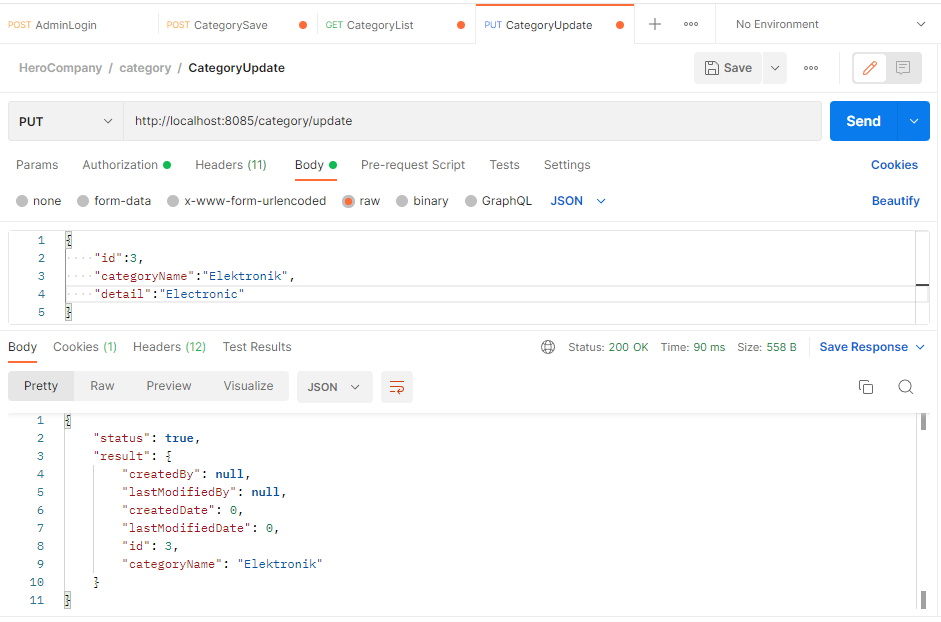 POST AdminLogin POST CategorySave GET CategoryList PUT CategoryUpdate No Environment
HeroCompany / category / CategoryUpdate Save
PUT http://localhost:8085/category/update Send
Params Authorization Headers (11) Body Pre-request Script Tests Settings Cookies
none form-data x-www-form-urlencoded raw binary GraphQL JSON Beautify
1 {
2 "id":3,
3 "categoryName":"Elektronik",
4 "detail":"Electronic"
5 }
Body Cookies (1) Headers (12) Test Results Status: 200 OK Time: 90 ms Size: 558 B Save Response
Pretty Raw Preview Visualize JSON
1 {
2 "status": true,
3 "result": {
4 "createdBy": null,
5 "lastModifiedBy": null,
6 "createdDate": 0,
7 "lastModifiedDate": 0,
8 "id": 3,
9 "categoryName": "Elektronik"
10 }
11 }